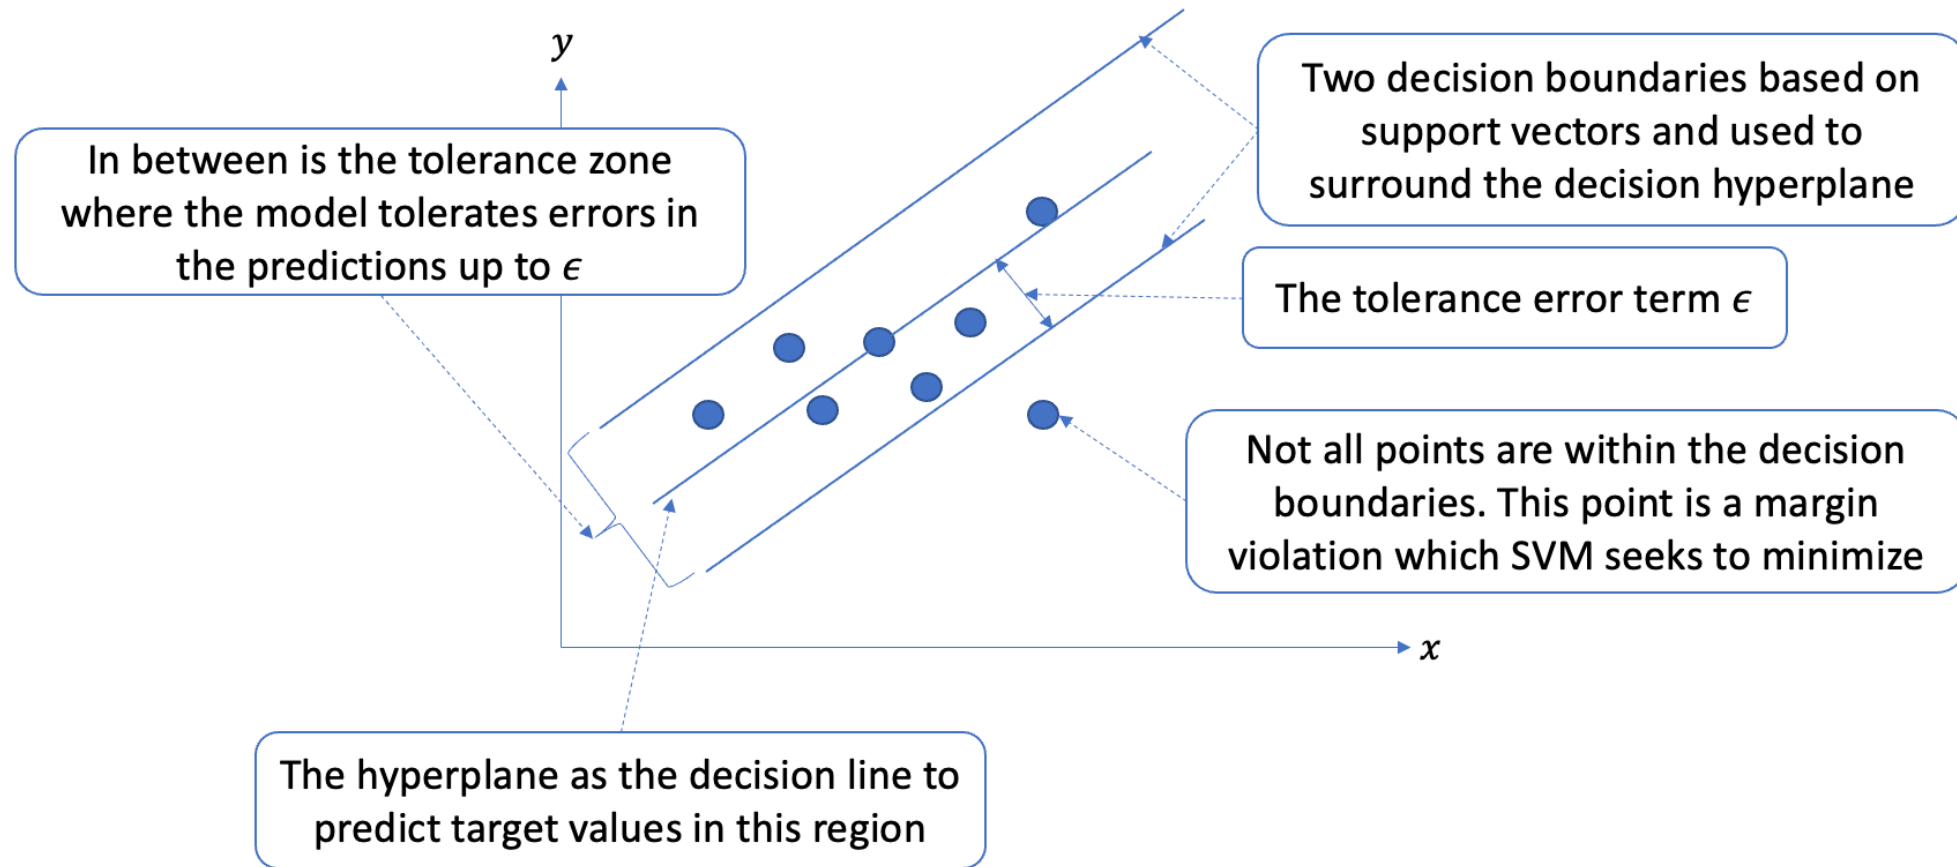 y
In between is the tolerance zone
where the model tolerates errors in
the predictions up to ϵ
Two decision boundaries based on
support vectors and used to
surround the decision hyperplane
The tolerance error term ϵ
Not all points are within the decision
boundaries. This point is a margin
violation which SVM seeks to minimize
x
The hyperplane as the decision line to
predict target values in this region